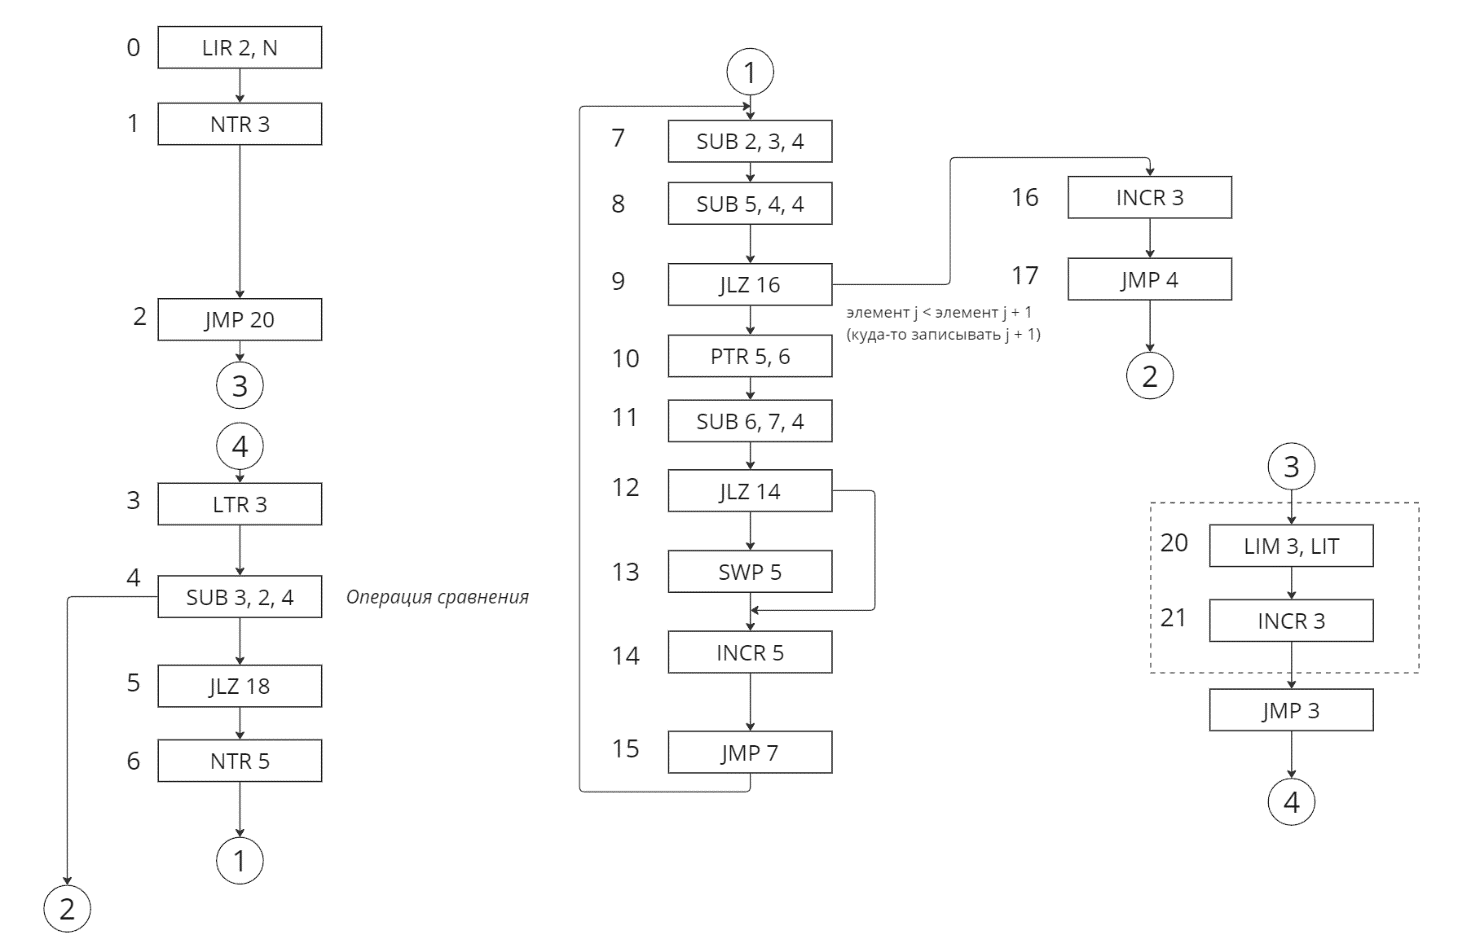 0
LIR 2, N
1
NTR 3
2
JMP 20
3
4
3
LTR 3
4
SUB 3, 2, 4
Операция сравнения
5
JLZ 18
6
NTR 5
1
2
1
7
SUB 2, 3, 4
8
SUB 5, 4, 4
9
JLZ 16
элемент j < элемент j + 1
(куда-то записывать j + 1)
10
PTR 5, 6
11
SUB 6, 7, 4
12
JLZ 14
13
SWP 5
14
INCR 5
15
JMP 7
16
INCR 3
17
JMP 4
2
3
20
LIM 3, LIT
21
INCR 3
JMP 3
4